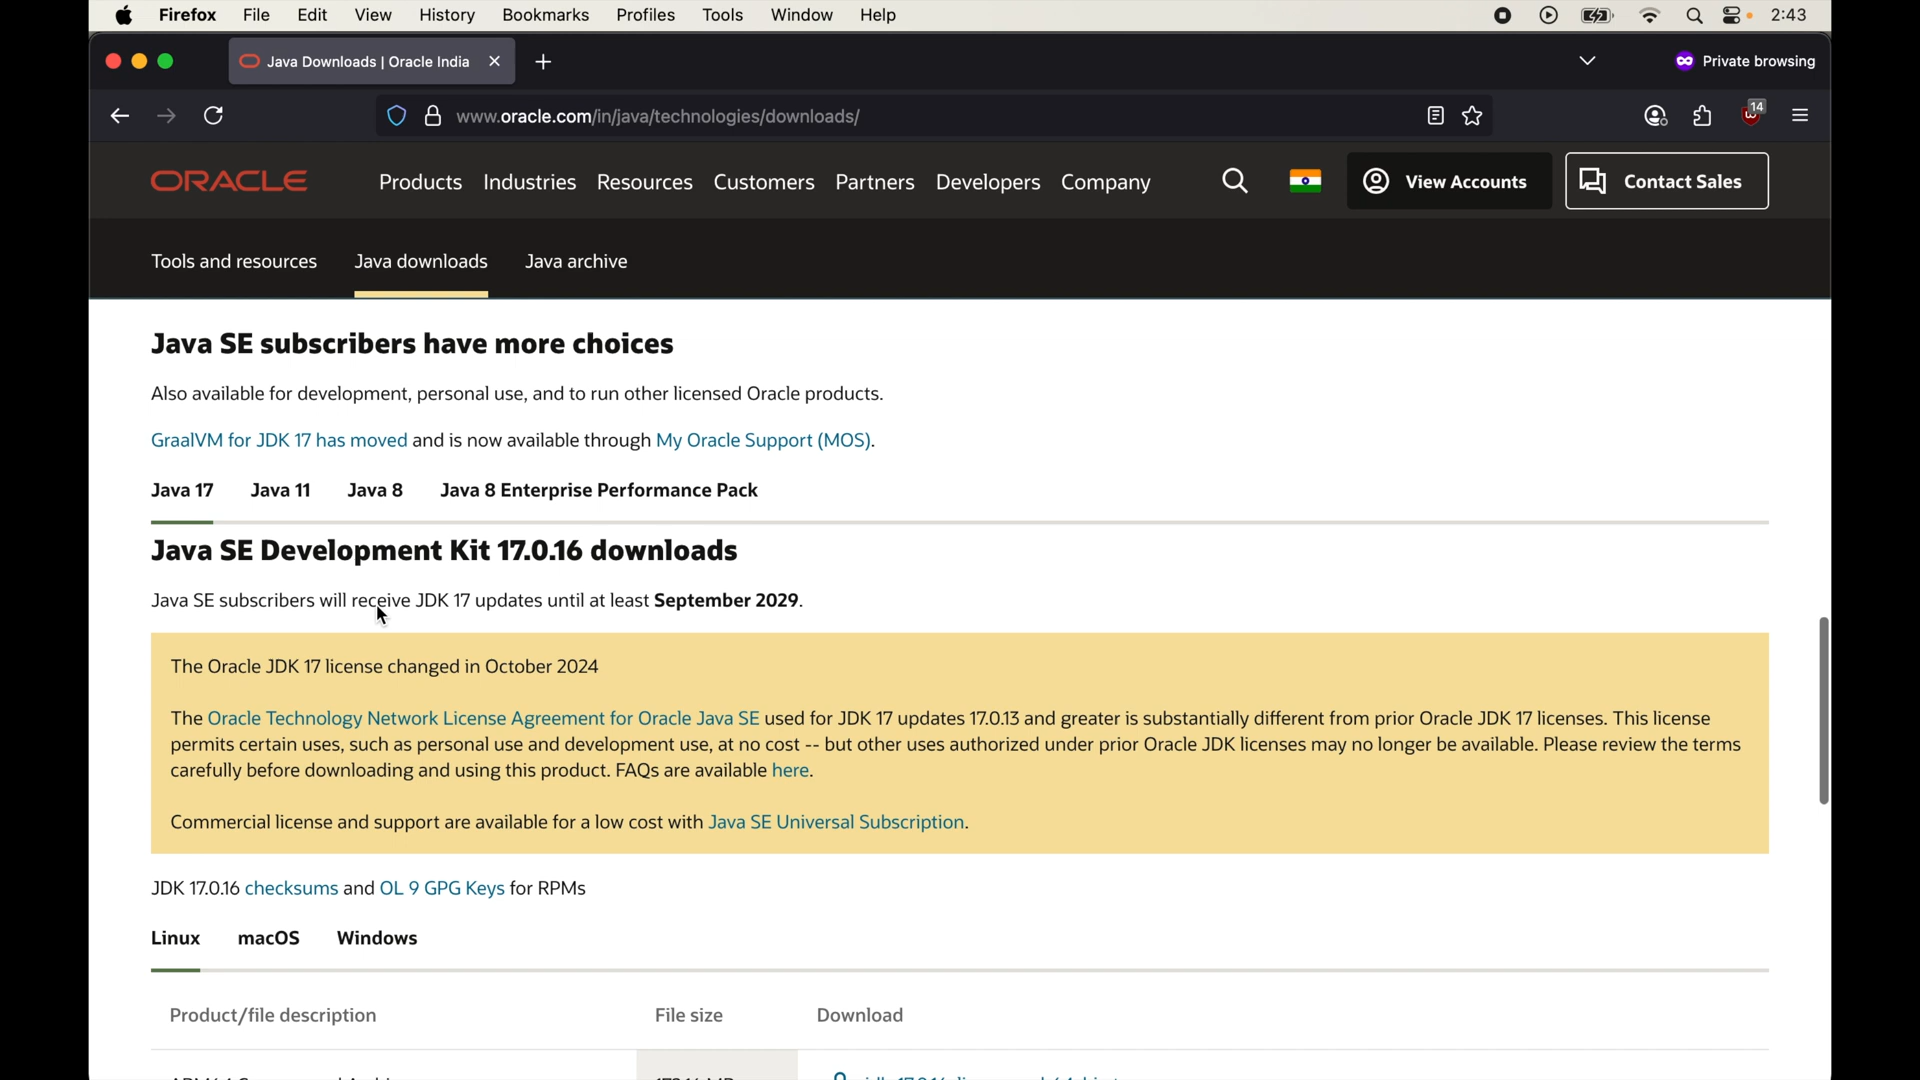 Firefox File Edit View History Bookmarks Profiles Tools Window Help 2:43
Java Downloads | Oracle India Private browsing
www.oracle.com/in/java/technologies/downloads/ 14
ORACLE Products Industries Resources Customers Partners Developers Company View Accounts Contact Sales
Tools and resources Java downloads Java archive
Java SE subscribers have more choices
Also available for development, personal use, and to run other licensed Oracle products.
GraalVM for JDK 17 has moved and is now available through My Oracle Support (MOS).
Java 17 Java 11 Java 8 Java 8 Enterprise Performance Pack
Java SE Development Kit 17.0.16 downloads
Java SE subscribers will receive JDK 17 updates until at least September 2029.
The Oracle JDK 17 license changed in October 2024
The Oracle Technology Network License Agreement for Oracle Java SE used for JDK 17 updates 17.0.13 and greater is substantially different from prior Oracle JDK 17 licenses. This license
permits certain uses, such as personal use and development use, at no cost -- but other uses authorized under prior Oracle JDK licenses may no longer be available. Please review the terms
carefully before downloading and using this product. FAQs are available here.
Commercial license and support are available for a low cost with Java SE Universal Subscription.
JDK 17.0.16 checksums and OL 9 GPG Keys for RPMs
Linux macOS Windows
Product/file description File size Download